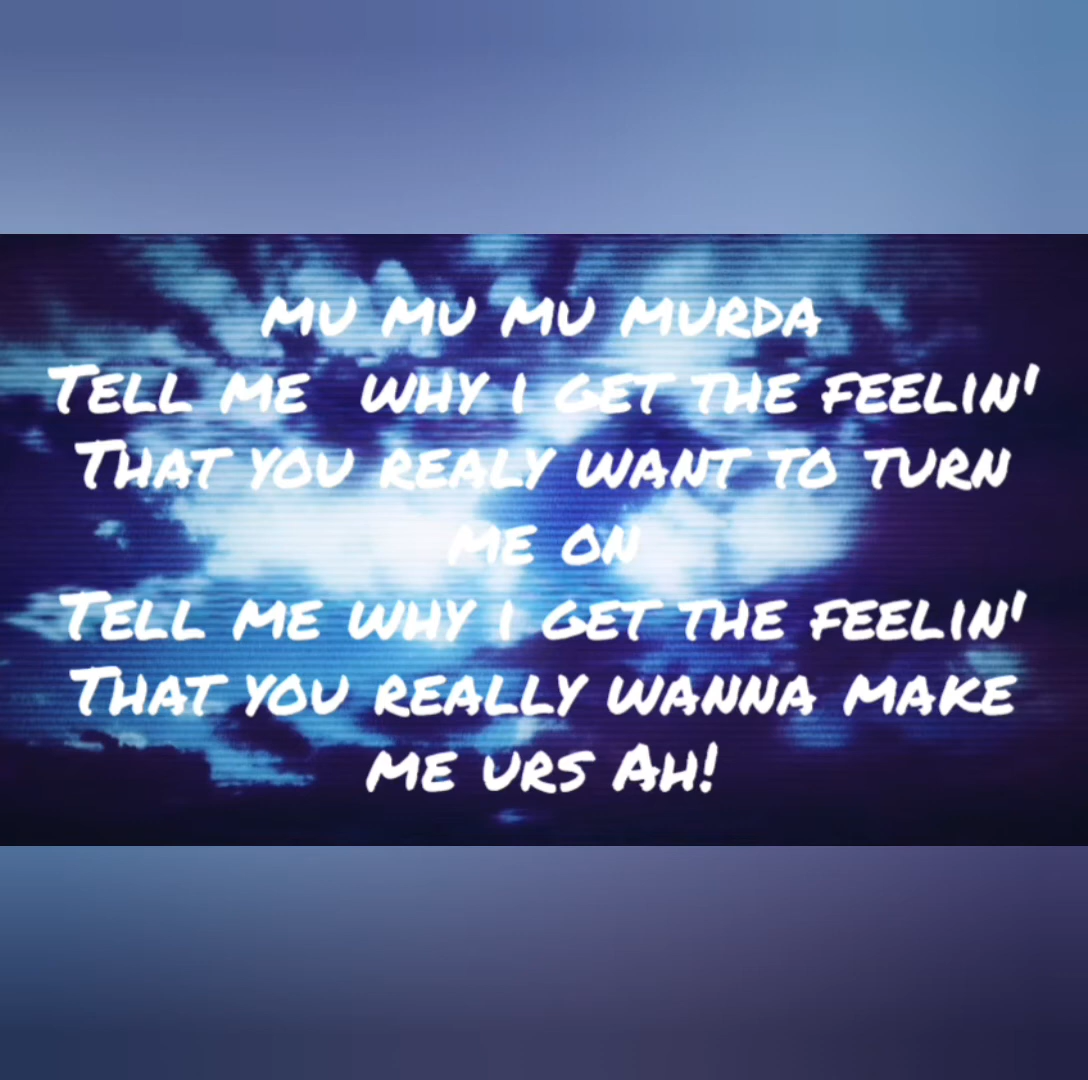 MU MU MU MURDA
TELL ME WHY I GET THE FEELIN'
THAT YOU REALY WANT TO TURN
ME ON
TELL ME WHY I GET THE FEELIN'
THAT YOU REALLY WANNA MAKE
ME URS AH!